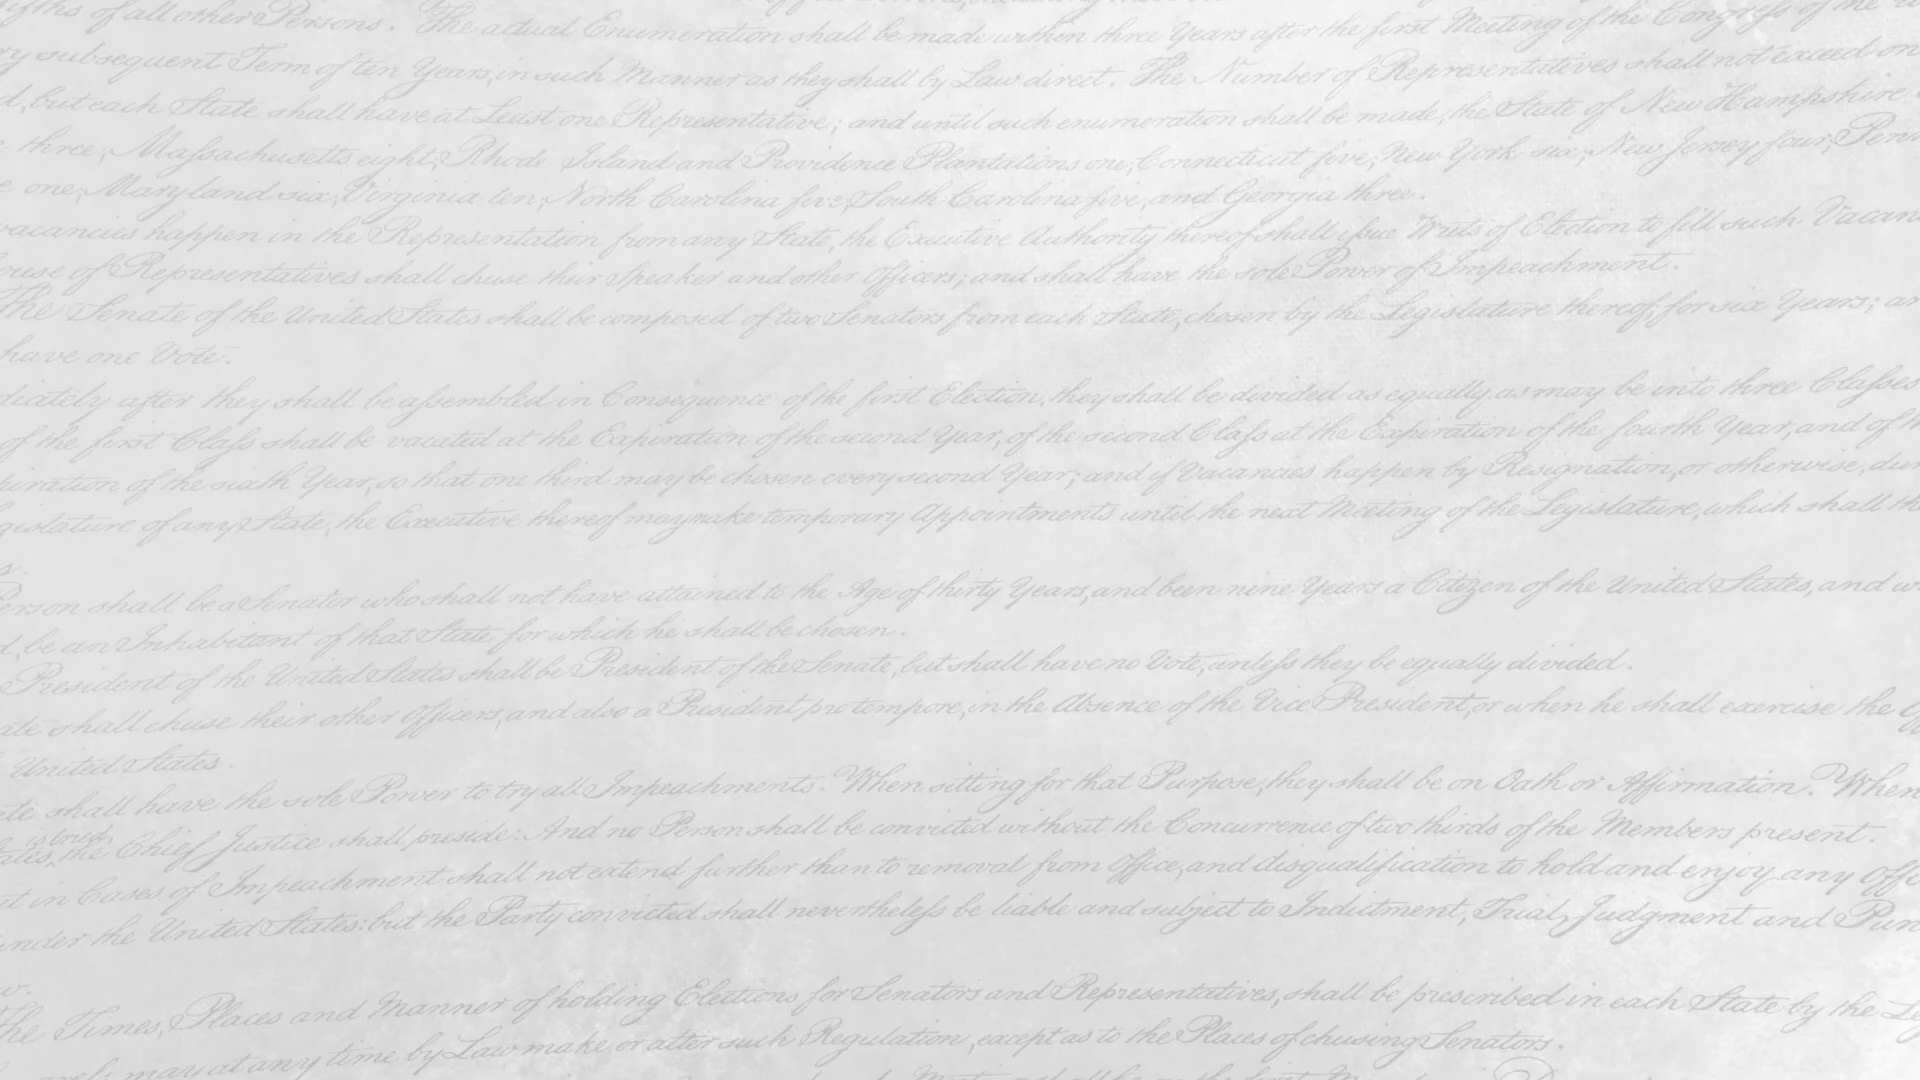 ifths of all other Persons. The actual Enumeration shall be made within three Years after the first Meeting of the Congress of the
ry subsequent Term of ten Years, in such Manner as they shall by Law direct. The Number of Representatives shall not exceed on
d, but each State shall have at Least one Representative; and until such enumeration shall be made, the State of New Hampshire
three, Massachusetts eight, Rhode Island and Providence Plantations one, Connecticut five, New York six, New Jersey four, Penn
e one, Maryland six, Virginia ten, North Carolina five, South Carolina five, and Georgia three.
vacancies happen in the Representation from any State, the Executive Authority thereof shall issue Writs of Election to fill such Vacan
ouse of Representatives shall chuse their Speaker and other Officers; and shall have the sole Power of Impeachment.
The Senate of the United States shall be composed of two Senators from each State, chosen by the Legislature thereof, for six Years; an
have one Vote.
diately after they shall be assembled in Consequence of the first Election, they shall be divided as equally as may be into three Classes
of the first Class shall be vacated at the Expiration of the second Year, of the second Class at the Expiration of the fourth Year, and of th
piration of the sixth Year, so that one third may be chosen every second Year; and if Vacancies happen by Resignation, or otherwise, dur
gislature of any State, the Executive thereof may make temporary Appointments until the next Meeting of the Legislature, which shall th
s.
Person shall be a Senator who shall not have attained to the Age of thirty Years, and been nine Years a Citizen of the United States, and w
d, be an Inhabitant of that State for which he shall be chosen.
President of the United States shall be President of the Senate, but shall have no Vote, unless they be equally divided.
ate shall chuse their other Officers, and also a President pro tempore, in the Absence of the Vice President, or when he shall exercise the
United States.
ate shall have the sole Power to try all Impeachments. When sitting for that Purpose, they shall be on Oath or Affirmation. When
is tried,
ates, the Chief Justice shall preside: And no Person shall be convicted without the Concurrence of two thirds of the Members present.
nt in Cases of Impeachment shall not extend further than to removal from Office, and disqualification to hold and enjoy any Offi
under the United States: but the Party convicted shall nevertheless be liable and subject to Indictment, Trial, Judgment and Pun
w.
The Times, Places and Manner of holding Elections for Senators and Representatives, shall be prescribed in each State by the Le
may at any time by Law make or alter such Regulation, except as to the Places of chusing Senators.